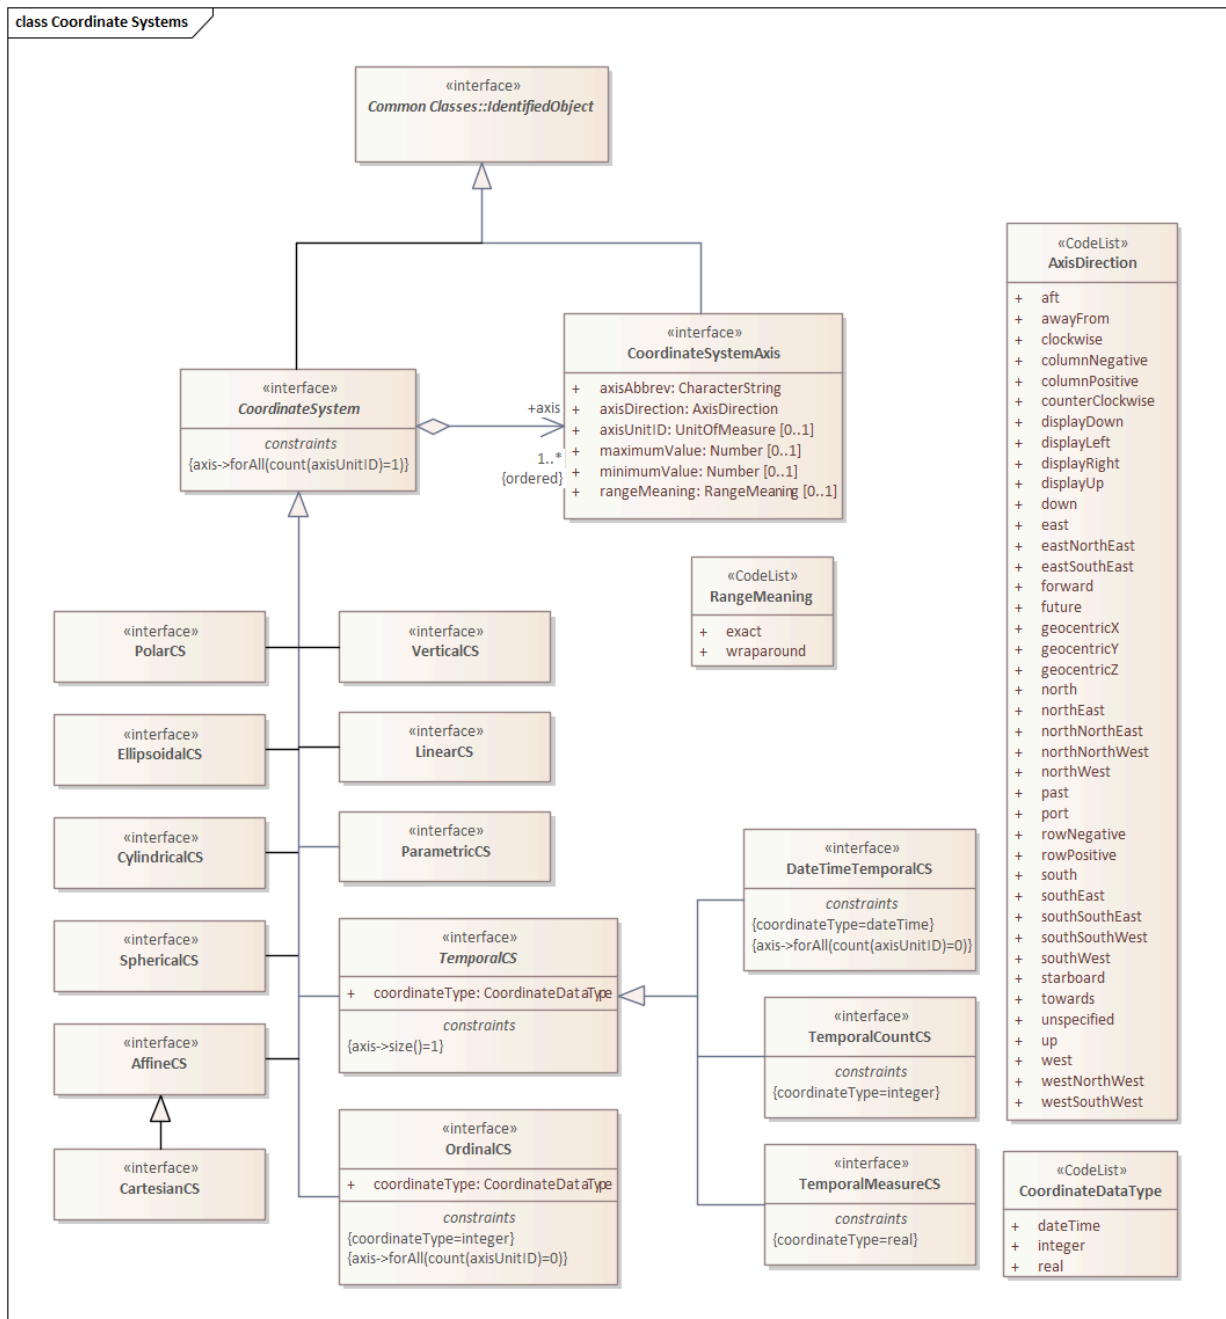 class Coordinate Systems
«interface»
Common Classes::IdentifiedObject
«interface»
CoordinateSystem
constraints
{axis->forAll(count(axisUnitID)=1)}
+axis
1..*
{ordered}
«interface»
CoordinateSystemAxis
+ axisAbbrev: CharacterString
+ axisDirection: AxisDirection
+ axisUnitID: UnitOfMeasure [0..1]
+ maximumValue: Number [0..1]
+ minimumValue: Number [0..1]
+ rangeMeaning: RangeMeaning [0..1]
«CodeList»
RangeMeaning
+ exact
+ wraparound
«interface»
PolarCS
«interface»
VerticalCS
«interface»
EllipsoidalCS
«interface»
LinearCS
«interface»
CylindricalCS
«interface»
ParametricCS
«interface»
SphericalCS
«interface»
TemporalCS
+ coordinateType: CoordinateDataType
constraints
{axis->size()=1}
«interface»
AffineCS
«interface»
CartesianCS
«interface»
OrdinalCS
+ coordinateType: CoordinateDataType
constraints
{coordinateType=integer}
{axis->forAll(count(axisUnitID)=0)}
«interface»
DateTimeTemporalCS
constraints
{coordinateType=dateTime}
{axis->forAll(count(axisUnitID)=0)}
«interface»
TemporalCountCS
constraints
{coordinateType=integer}
«interface»
TemporalMeasureCS
constraints
{coordinateType=real}
«CodeList»
AxisDirection
+ aft
+ awayFrom
+ clockwise
+ columnNegative
+ columnPositive
+ counterClockwise
+ displayDown
+ displayLeft
+ displayRight
+ displayUp
+ down
+ east
+ eastNorthEast
+ eastSouthEast
+ forward
+ future
+ geocentricX
+ geocentricY
+ geocentricZ
+ north
+ northEast
+ northNorthEast
+ northNorthWest
+ northWest
+ past
+ port
+ rowNegative
+ rowPositive
+ south
+ southEast
+ southSouthEast
+ southSouthWest
+ southWest
+ starboard
+ towards
+ unspecified
+ up
+ west
+ westNorthWest
+ westSouthWest
«CodeList»
CoordinateDataType
+ dateTime
+ integer
+ real